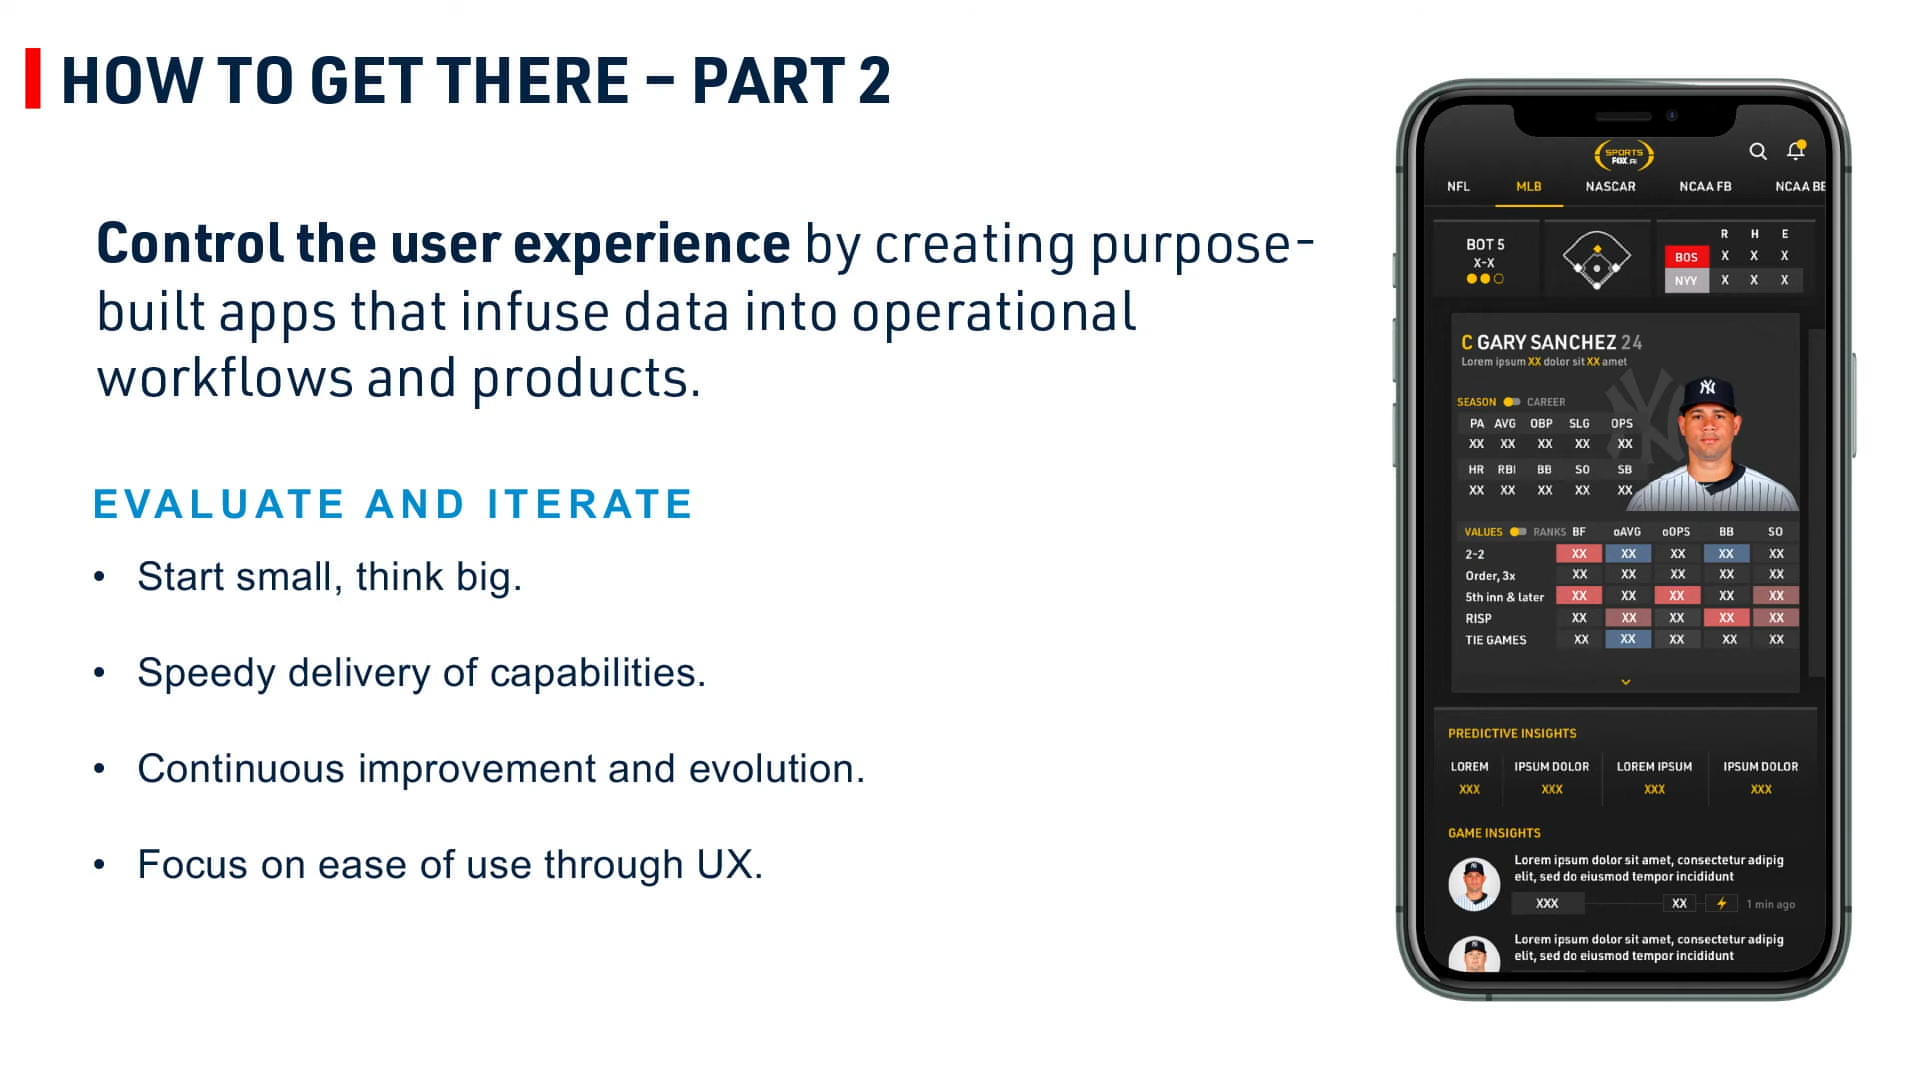 HOW TO GET THERE – PART 2
Control the user experience by creating purpose-
built apps that infuse data into operational
workflows and products.
EVALUATE AND ITERATE
• Start small, think big.
• Speedy delivery of capabilities.
• Continuous improvement and evolution.
• Focus on ease of use through UX.
SPORTS
FOX.AI
NFL MLB NASCAR NCAA FB NCAA BE
BOT 5
X-X
R H E
BOS X X X
NYY X X X
C GARY SANCHEZ 24
Lorem ipsum XX dolor sit XX amet
SEASON CAREER
PA AVG OBP SLG OPS
XX XX XX XX XX
HR RBI BB SO SB
XX XX XX XX XX
VALUES RANKS BF oAVG oOPS BB SO
2-2 XX XX XX XX XX
Order, 3x XX XX XX XX XX
5th inn & later XX XX XX XX XX
RISP XX XX XX XX XX
TIE GAMES XX XX XX XX XX
PREDICTIVE INSIGHTS
LOREM IPSUM DOLOR LOREM IPSUM IPSUM DOLOR
XXX XXX XXX XXX
GAME INSIGHTS
Lorem ipsum dolor sit amet, consectetur adipig
elit, sed do eiusmod tempor incididunt
XXX XX 1 min ago
Lorem ipsum dolor sit amet, consectetur adipig
elit, sed do eiusmod tempor incididunt